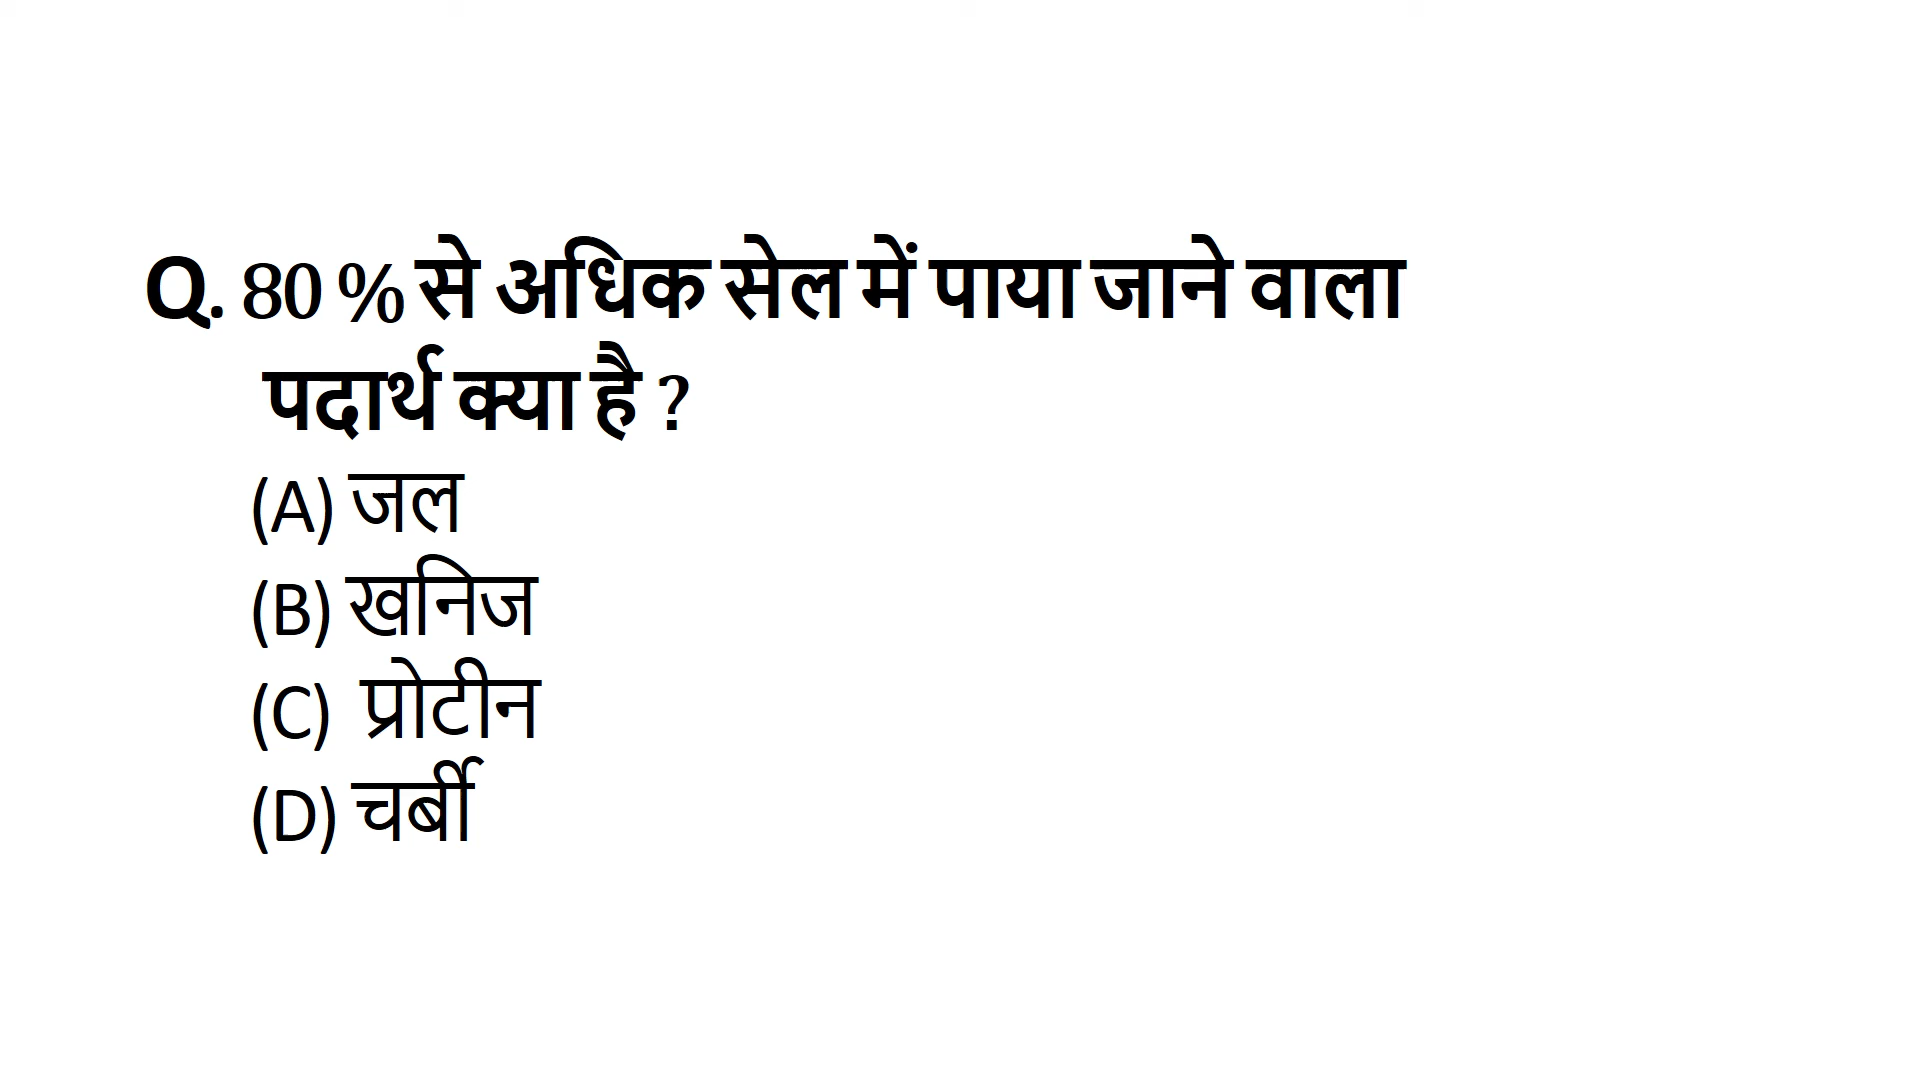 Q. 80 % से अधिक सेल में पाया जाने वाला
पदार्थ क्या है ?
(A) जल
(B) खनिज
(C) प्रोटीन
(D) चर्बी